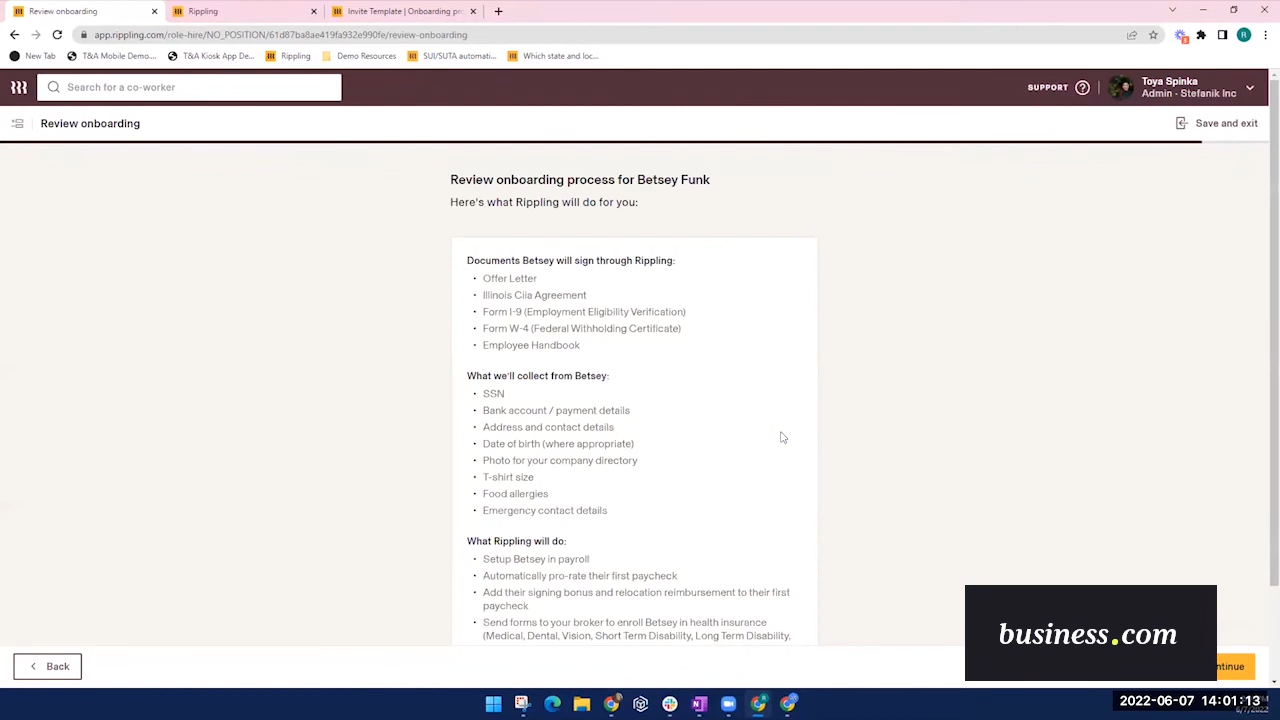 Review onboarding
Rippling
Invite Template | Onboarding pro
app.rippling.com/role-hire/NO_POSITION/61d87ba8ae419fa932e990fe/review-onboarding
New Tab
T&A Mobile Demo...
T&A Kiosk App De...
Rippling
Demo Resources
SUI/SUTA automati...
Which state and loc...
Search for a co-worker
SUPPORT
Toya Spinka
Admin - Stefanik Inc
Review onboarding
Save and exit
Review onboarding process for Betsey Funk
Here's what Rippling will do for you:
Documents Betsey will sign through Rippling:
• Offer Letter
• Illinois Ciia Agreement
• Form I-9 (Employment Eligibility Verification)
• Form W-4 (Federal Withholding Certificate)
• Employee Handbook
What we'll collect from Betsey:
• SSN
• Bank account / payment details
• Address and contact details
• Date of birth (where appropriate)
• Photo for your company directory
• T-shirt size
• Food allergies
• Emergency contact details
What Rippling will do:
• Setup Betsey in payroll
• Automatically pro-rate their first paycheck
• Add their signing bonus and relocation reimbursement to their first
paycheck
• Send forms to your broker to enroll Betsey in health insurance
(Medical, Dental, Vision, Short Term Disability, Long Term Disability,
Back
ntinue
business.com
2022-06-07 14:01:13